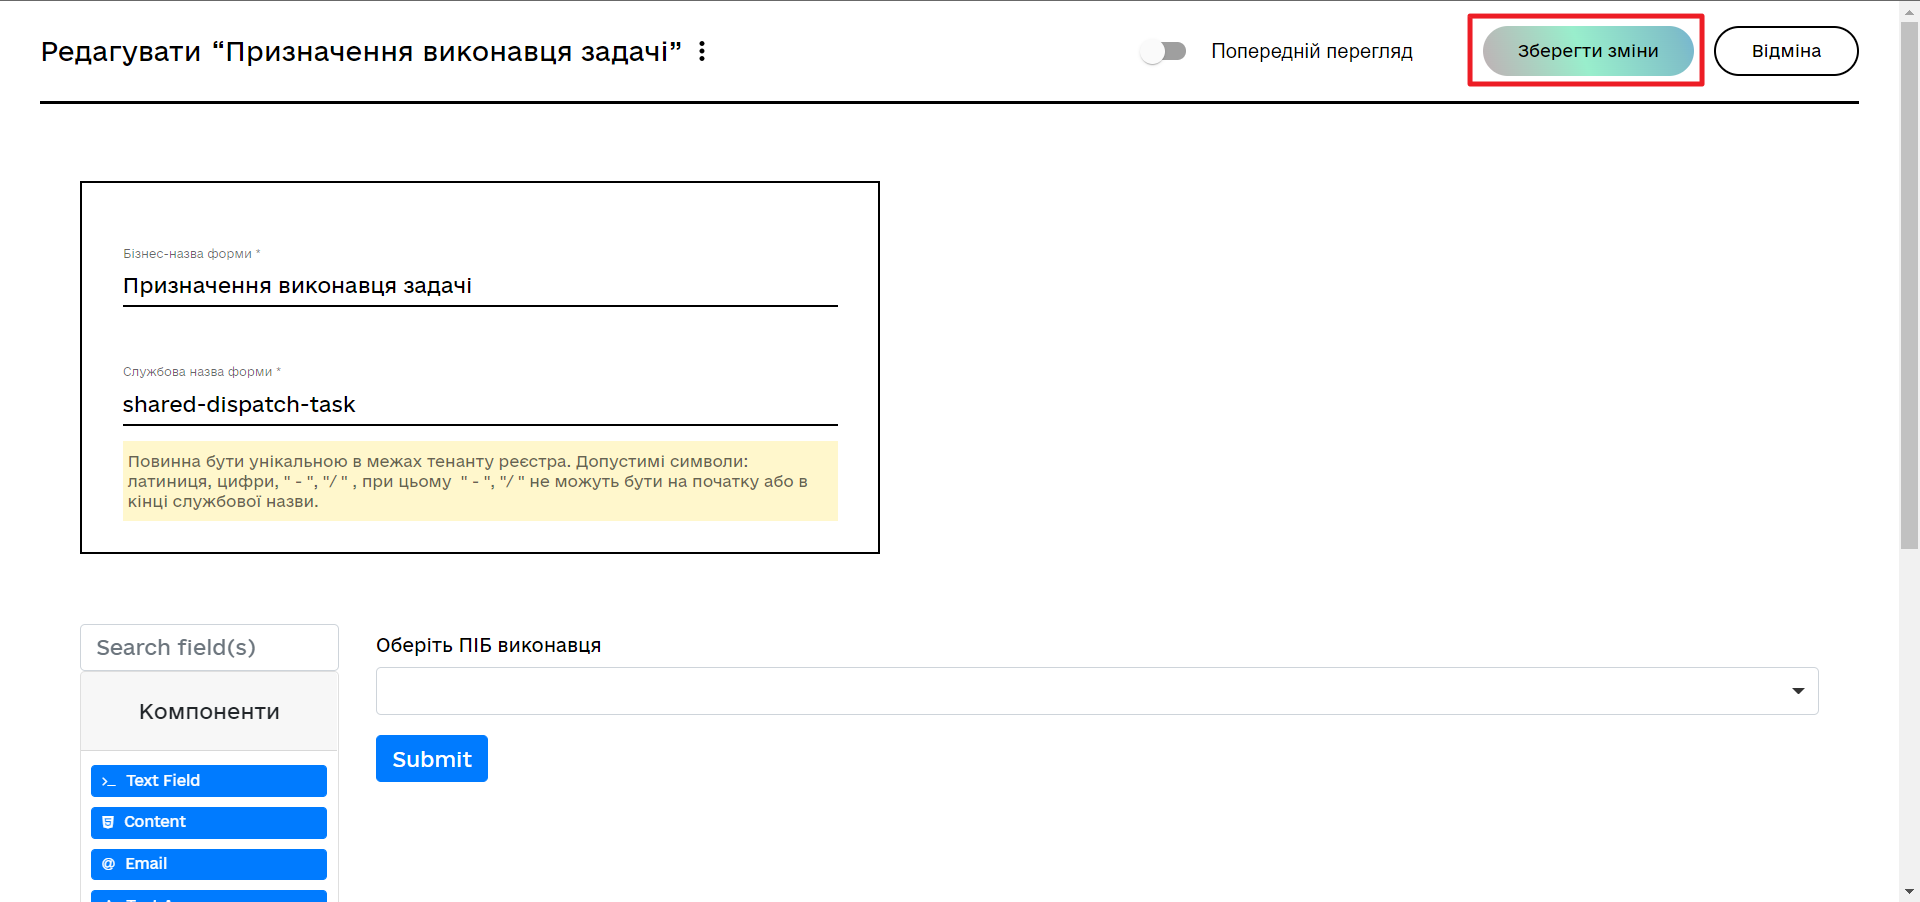 Редагувати “Призначення виконавця задачі”
Попередній перегляд
Зберегти зміни
Відміна
Бізнес-назва форми *
Призначення виконавця задачі
Службова назва форми *
shared-dispatch-task
Повинна бути унікальною в межах тенанту реєстра. Допустимі символи:
латиниця, цифри, " - ", "/ " , при цьому  " - ", "/ " не можуть бути на початку або в
кінці службової назви.
Search field(s)
Компоненти
Text Field
Content
Email
Оберіть ПІБ виконавця
Submit